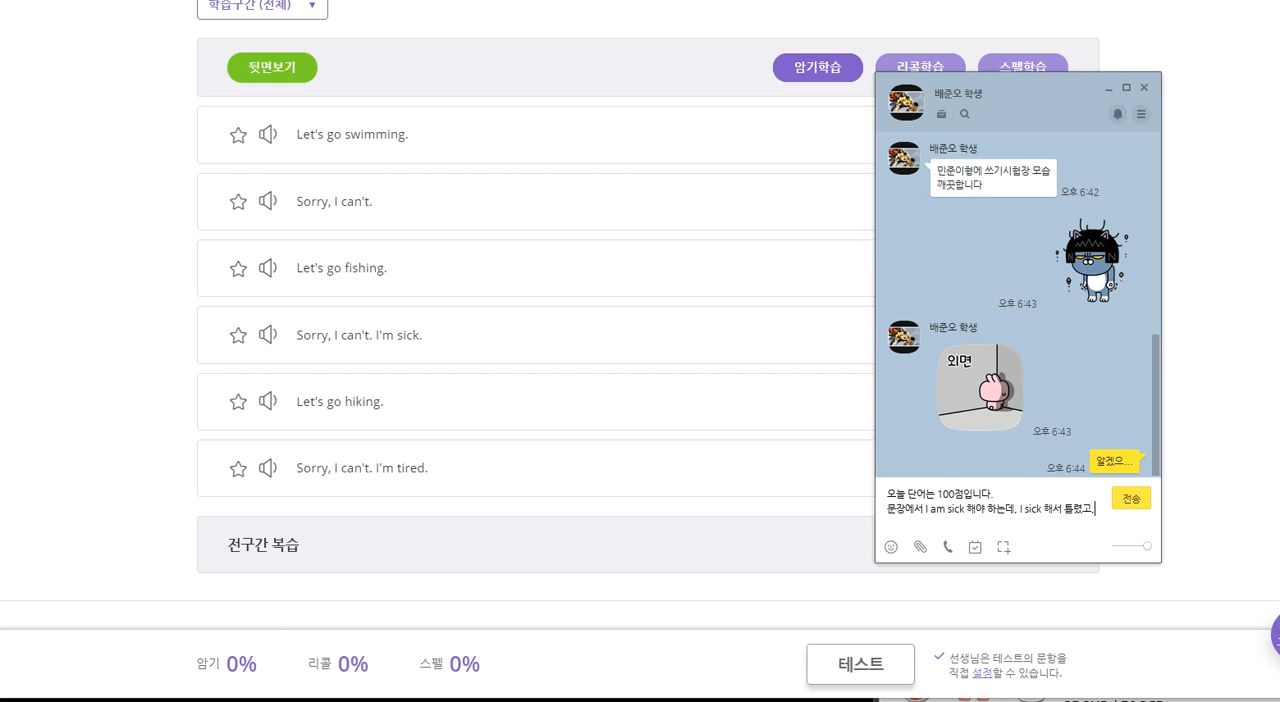 학습구간 (전체) ▼
뒷면보기
암기학습
리콜학습
스펠학습
Let's go swimming.
Sorry, I can't.
Let's go fishing.
Sorry, I can't. I'm sick.
Let's go hiking.
Sorry, I can't. I'm tired.
전구간 복습
암기 0%
리콜 0%
스펠 0%
테스트
선생님은 테스트의 문항을
직접 설정할 수 있습니다.
배준오 학생
배준오 학생
민준이형에 쓰기시험장 모습
깨끗합니다
오후 6:42
오후 6:43
배준오 학생
외면
오후 6:43
알겠으...
오후 6:44
오늘 단어는 100점입니다.
문장에서 I am sick 해야 하는데, I sick 해서 틀렸고,
전송